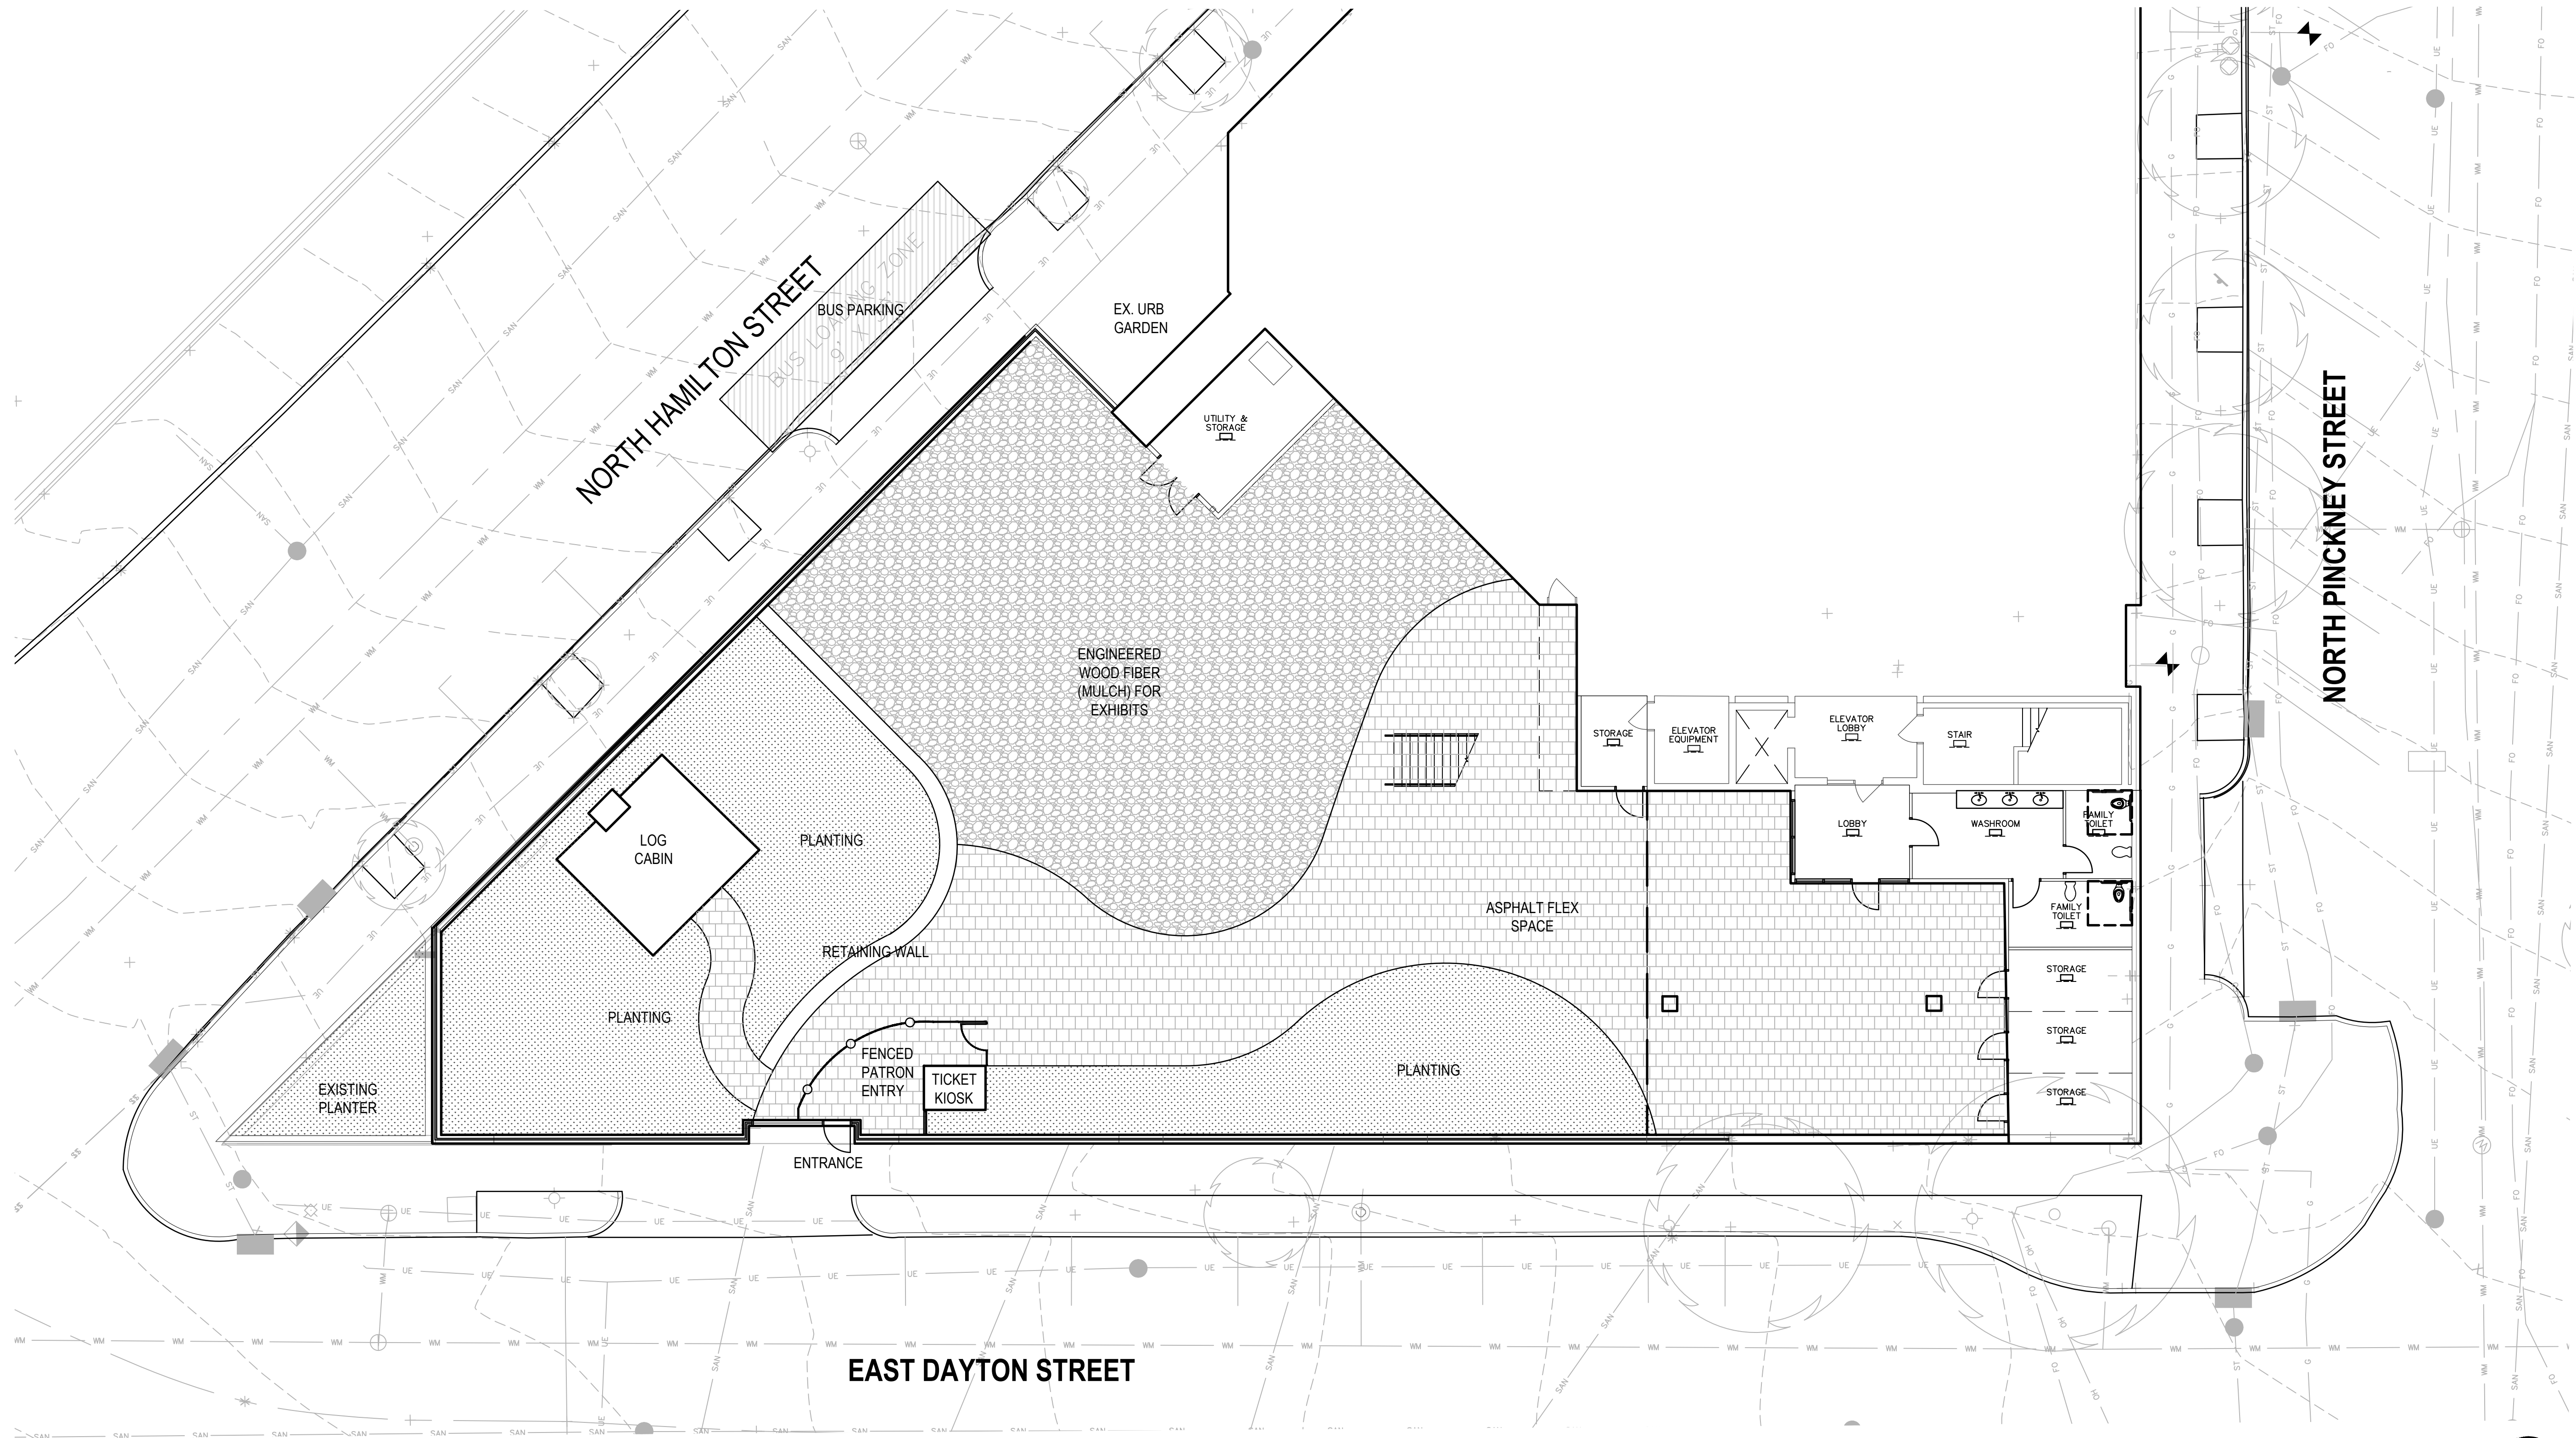 NORTH HAMILTON STREET
BUS PARKING
BUS LOADING ZONE
EX. URB
GARDEN
UTILITY &
STORAGE
NORTH PINCKNEY STREET
ENGINEERED
WOOD FIBER
(MULCH) FOR
EXHIBITS
STORAGE
ELEVATOR
EQUIPMENT
ELEVATOR
LOBBY
STAIR
LOBBY
WASHROOM
FAMILY
TOILET
FAMILY
TOILET
STORAGE
STORAGE
STORAGE
LOG
CABIN
PLANTING
RETAINING WALL
PLANTING
ASPHALT FLEX
SPACE
FENCED
PATRON
ENTRY
TICKET
KIOSK
PLANTING
EXISTING
PLANTER
ENTRANCE
EAST DAYTON STREET